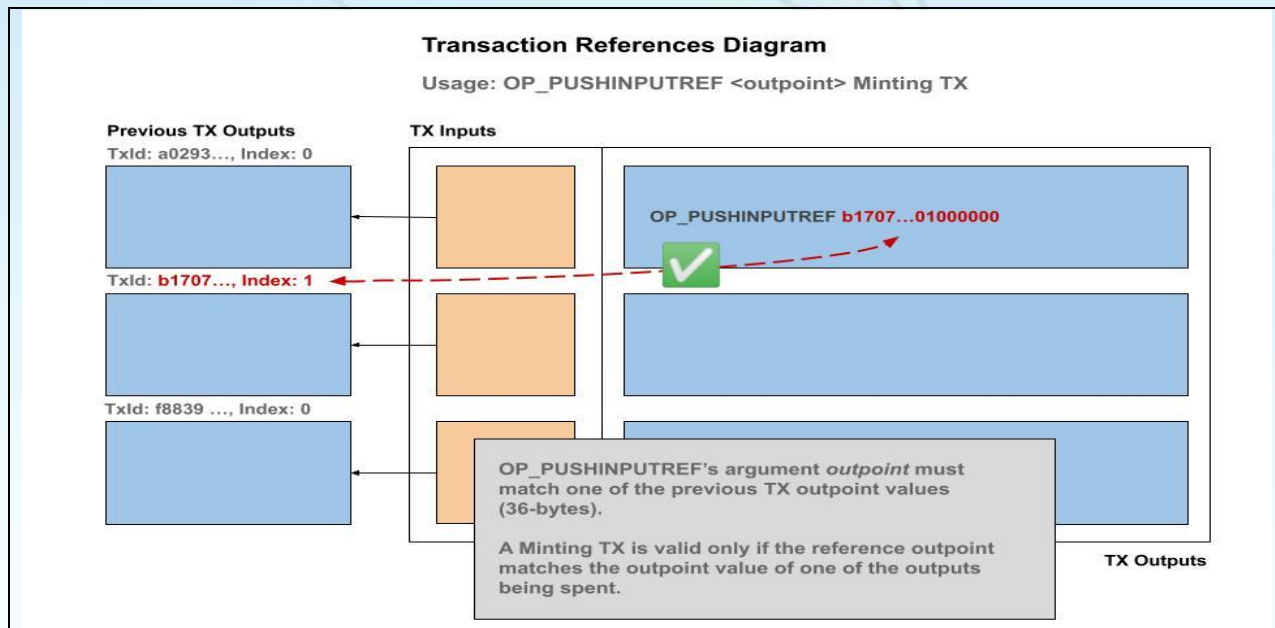 Transaction References Diagram
Usage: OP_PUSHINPUTREF <outpoint> Minting TX
Previous TX Outputs
TX Inputs
TxId: a0293..., Index: 0
OP_PUSHINPUTREF b1707...01000000
TxId: b1707..., Index: 1
TxId: f8839 ..., Index: 0
OP_PUSHINPUTREF’s argument outpoint must
match one of the previous TX outpoint values
(36-bytes).
A Minting TX is valid only if the reference outpoint
matches the outpoint value of one of the outputs
being spent.
TX Outputs